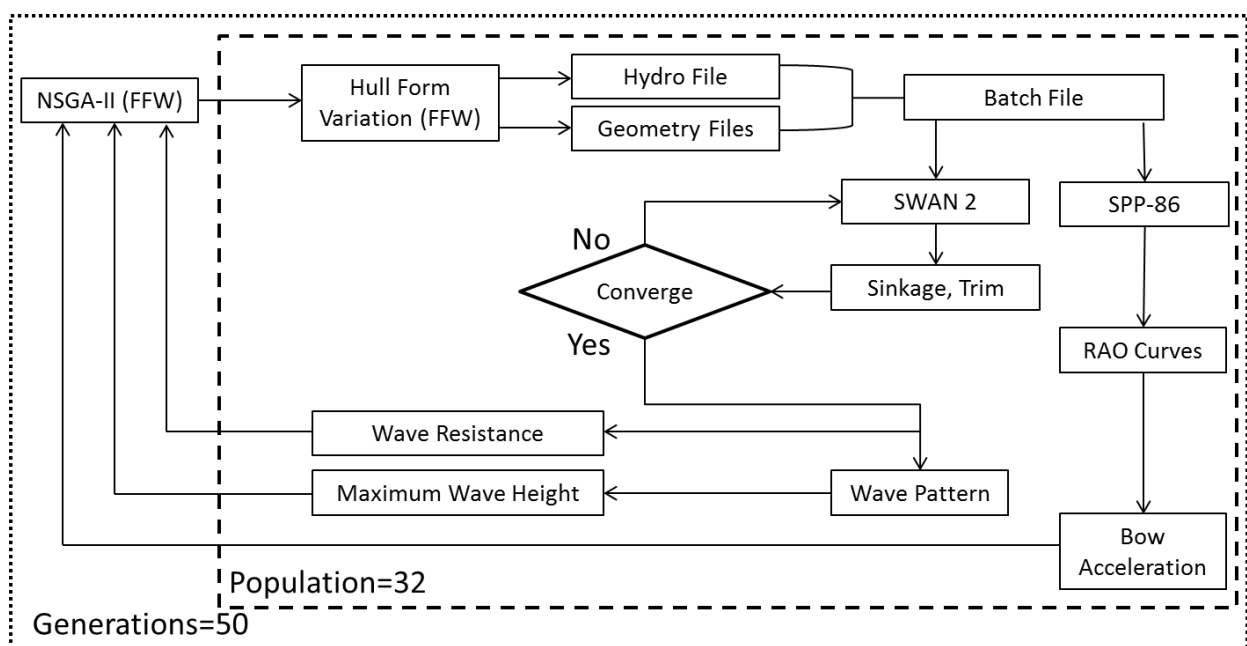 NSGA-II (FFW)
Hull Form
Variation (FFW)
Hydro File
Geometry Files
Batch File
SWAN 2
SPP-86
No
Converge
Sinkage, Trim
Yes
RAO Curves
Wave Resistance
Maximum Wave Height
Wave Pattern
Bow
Acceleration
Population=32
Generations=50